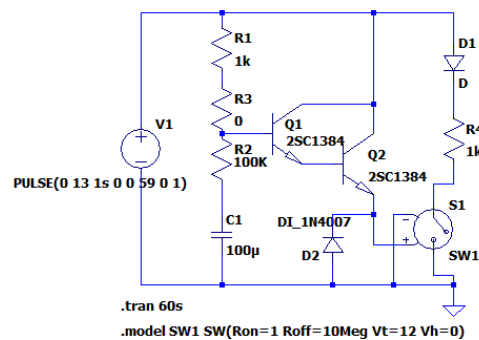 R1
1k
D1
D
V1
R3
0
Q1
2SC1384
R4
1k
R2
100K
Q2
2SC1384
PULSE(0 13 1s 0 0 59 0 1)
DI_1N4007
S1
C1
100µ
D2
SW1
.tran 60s
.model SW1 SW(Ron=1 Roff=10Meg Vt=12 Vh=0)